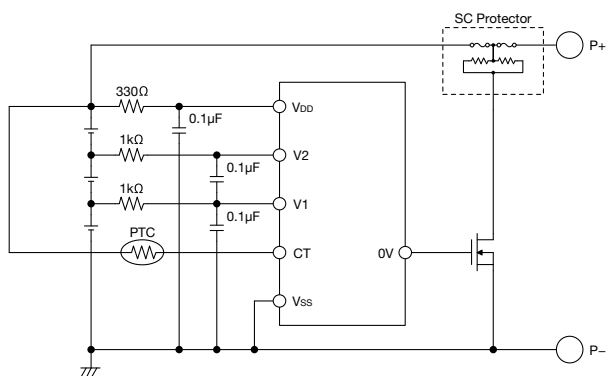 SC Protector
P+
330Ω
VDD
0.1µF
1kΩ
V2
0.1µF
1kΩ
V1
0.1µF
PTC
CT
0V
VSS
P−